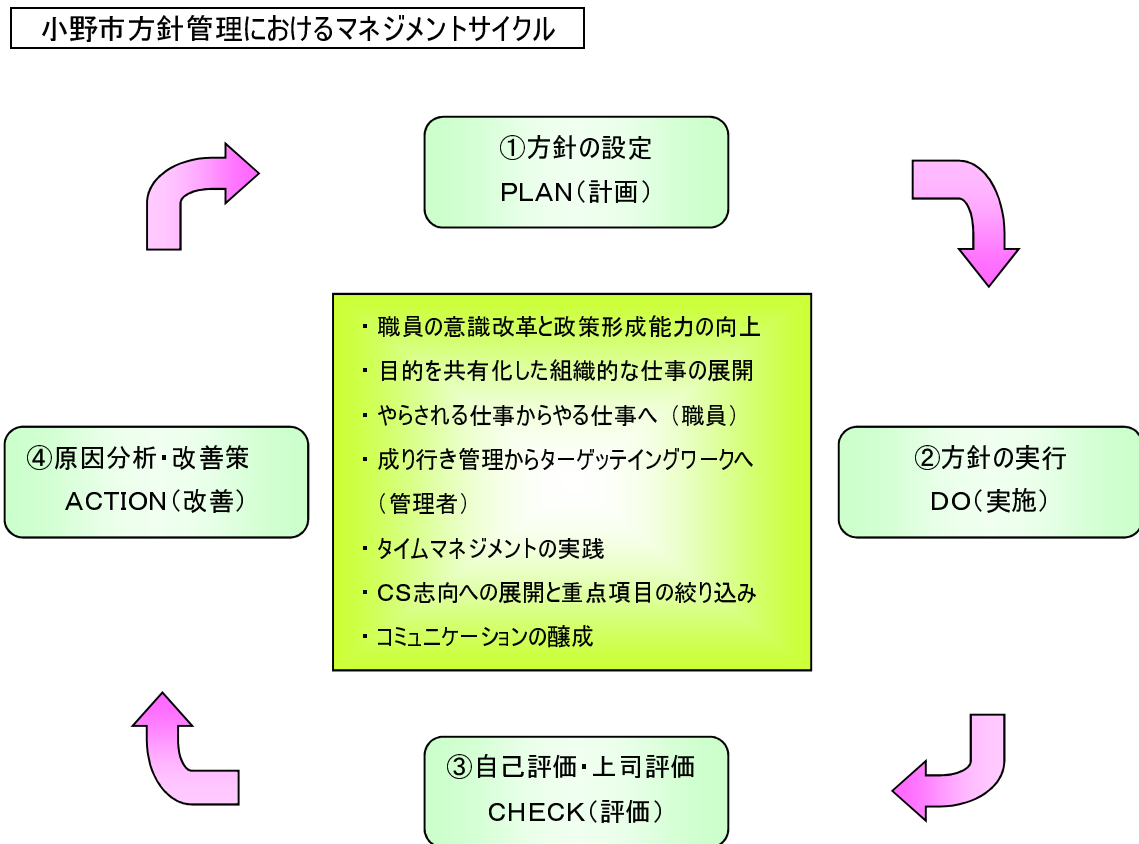 小野市方針管理におけるマネジメントサイクル
①方針の設定
PLAN(計画)
・職員の意識改革と政策形成能力の向上
・目的を共有化した組織的な仕事の展開
・やらされる仕事からやる仕事へ（職員）
・成り行き管理からターゲッテイングワークへ
（管理者）
・タイムマネジメントの実践
・CS志向への展開と重点項目の絞り込み
・コミュニケーションの醸成
④原因分析・改善策
ACTION(改善)
②方針の実行
DO(実施)
③自己評価・上司評価
CHECK(評価)